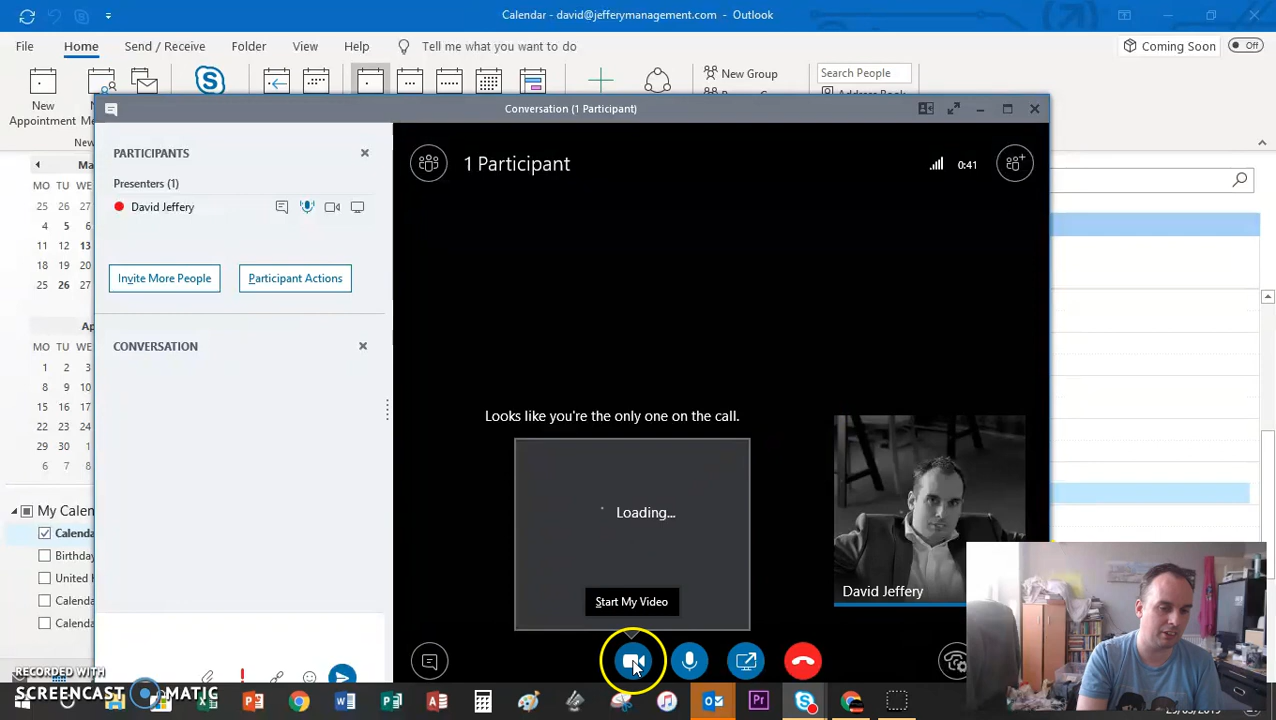 Calendar - david@jefferymanagement.com - Outlook
File Home Send / Receive Folder View Help Tell me what you want to do
Coming Soon Off
New Appointment
New Group
Search People
Conversation (1 Participant)
PARTICIPANTS
Presenters (1)
David Jeffery
Invite More People
Participant Actions
CONVERSATION
1 Participant
0:41
Looks like you're the only one on the call.
Loading...
Start My Video
David Jeffery
MO TU WE
25 26 27
4 5 6
11 12 13
18 19 20
25 26 27
MO TU WE
1 2 3
8 9 10
15 16 17
22 23 24
29 30 1
6 7 8
My Calen
Calenda
Birthday
United
Calenda
Calenda
RECORDED WITH
SCREENCAST MATIC